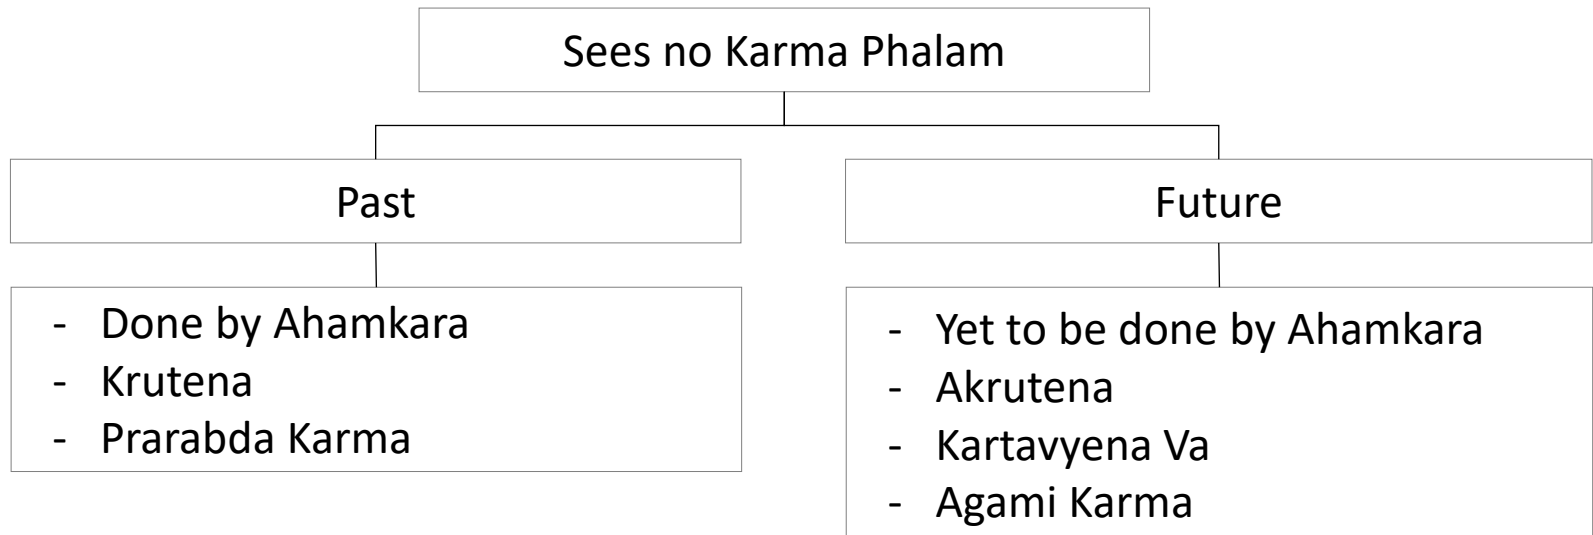 Sees no Karma Phalam
Past
Future
- Done by Ahamkara
- Krutena
- Prarabda Karma
- Yet to be done by Ahamkara
- Akrutena
- Kartavyena Va
- Agami Karma